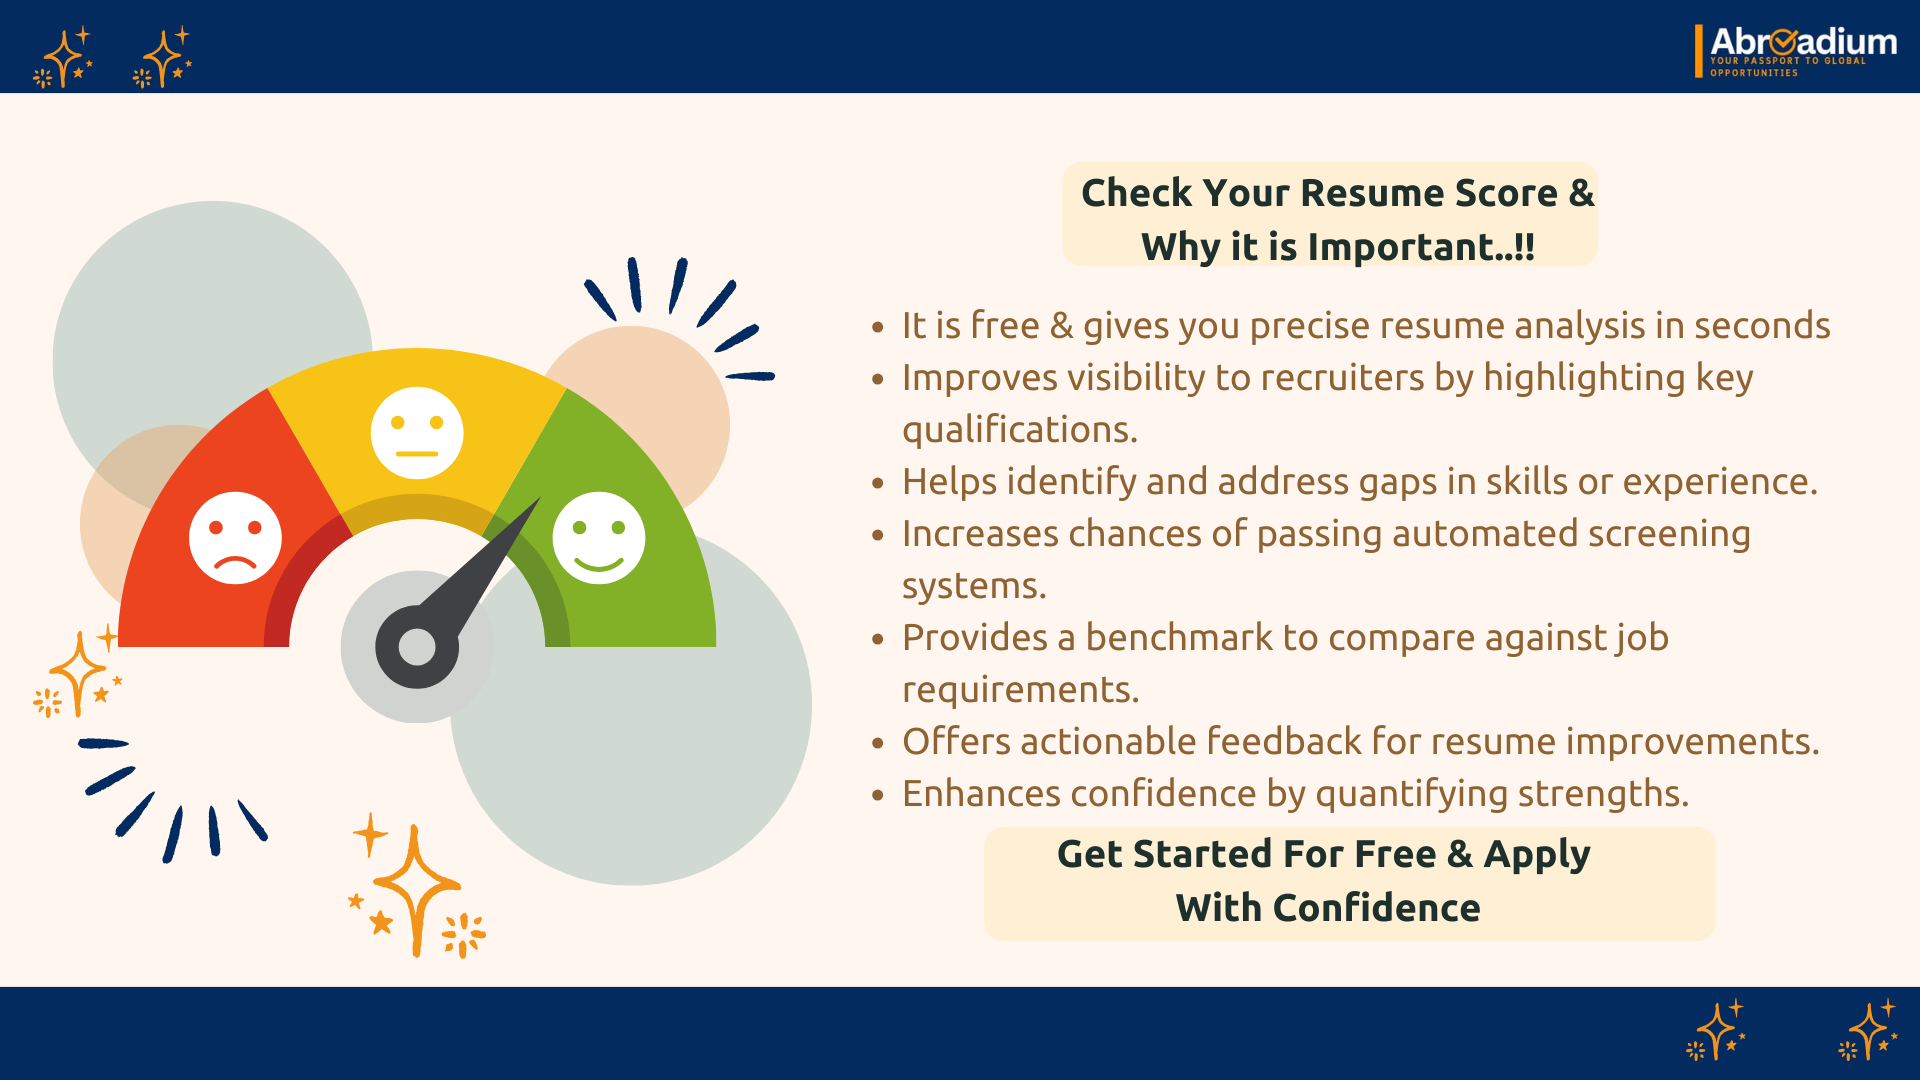 Abroadium
YOUR PASSPORT TO GLOBAL
OPPORTUNITIES
Check Your Resume Score &
Why it is Important..!!
• It is free & gives you precise resume analysis in seconds
• Improves visibility to recruiters by highlighting key
qualifications.
• Helps identify and address gaps in skills or experience.
• Increases chances of passing automated screening
systems.
• Provides a benchmark to compare against job
requirements.
• Offers actionable feedback for resume improvements.
• Enhances confidence by quantifying strengths.
Get Started For Free & Apply
With Confidence